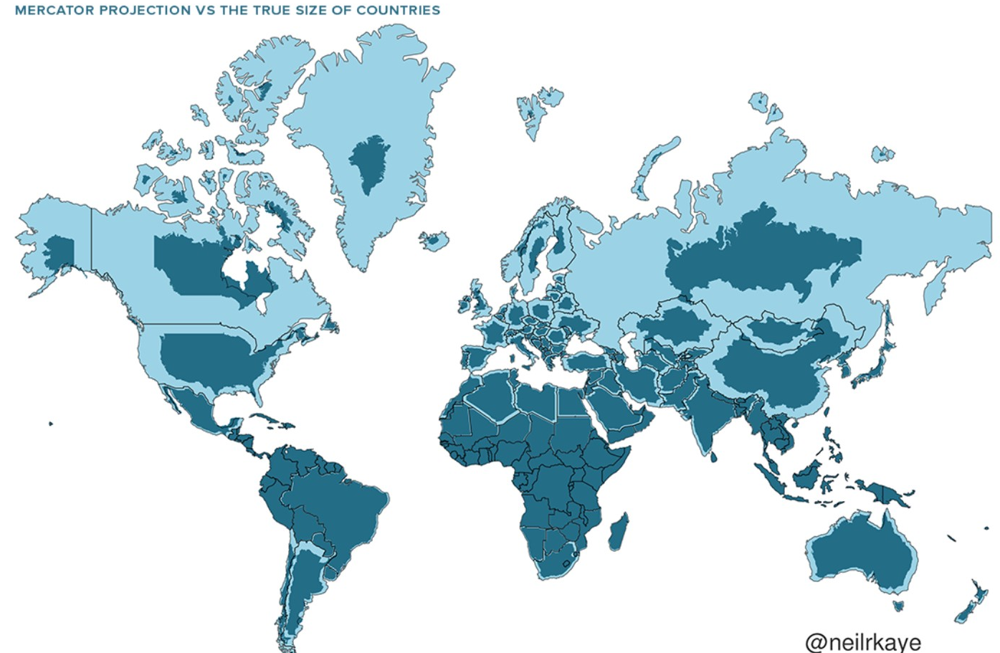 MERCATOR PROJECTION VS THE TRUE SIZE OF COUNTRIES
@neilrkaye